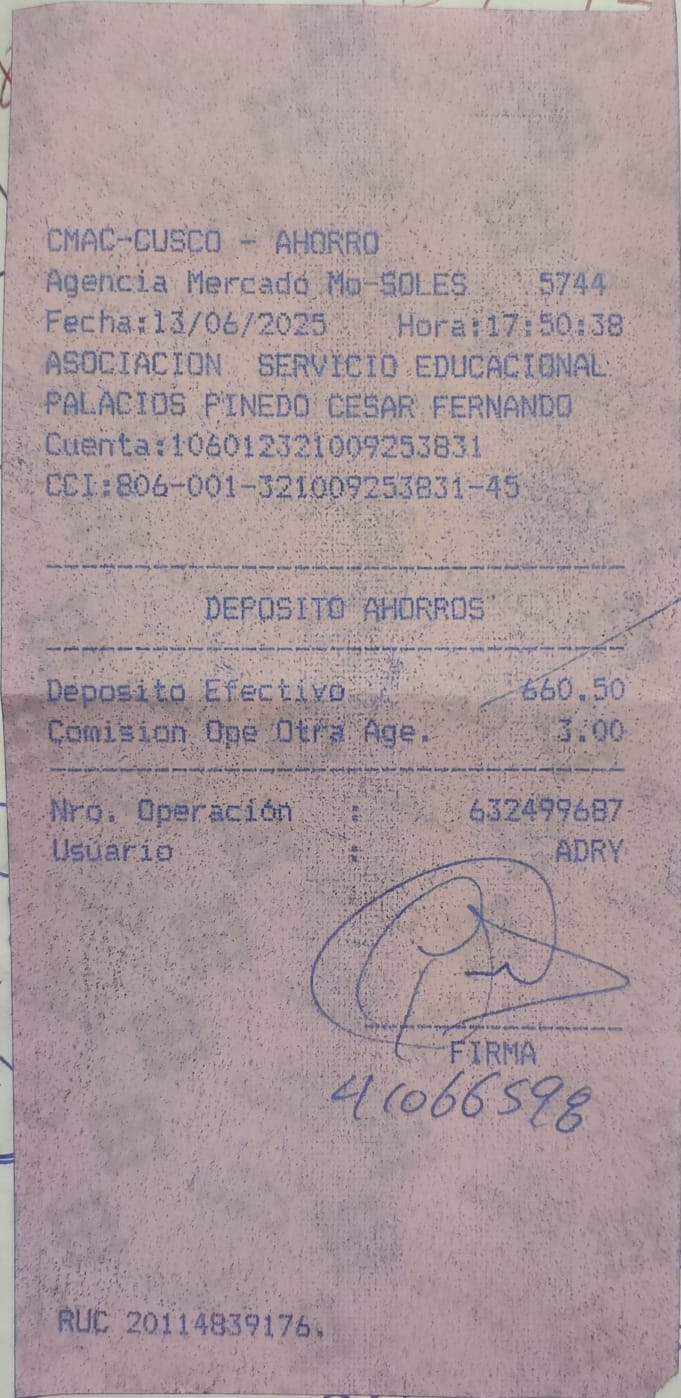 CMAC-CUSCO - AHORRO
Agencia Mercado Mo-SOLES 5744
Fecha:13/06/2025 Hora:17:50:38
ASOCIACION SERVICIO EDUCACIONAL
PALACIOS PINEDO CESAR FERNANDO
Cuenta:106012321009253831
CCI:806-001-321009253831-45
DEPOSITO AHORROS
Deposito Efectivo 660.50
Comision Ope Otra Age. 3.00
Nro. Operación : 632499687
Usuario : ADRY
FIRMA
41066598
RUC 20114839176.